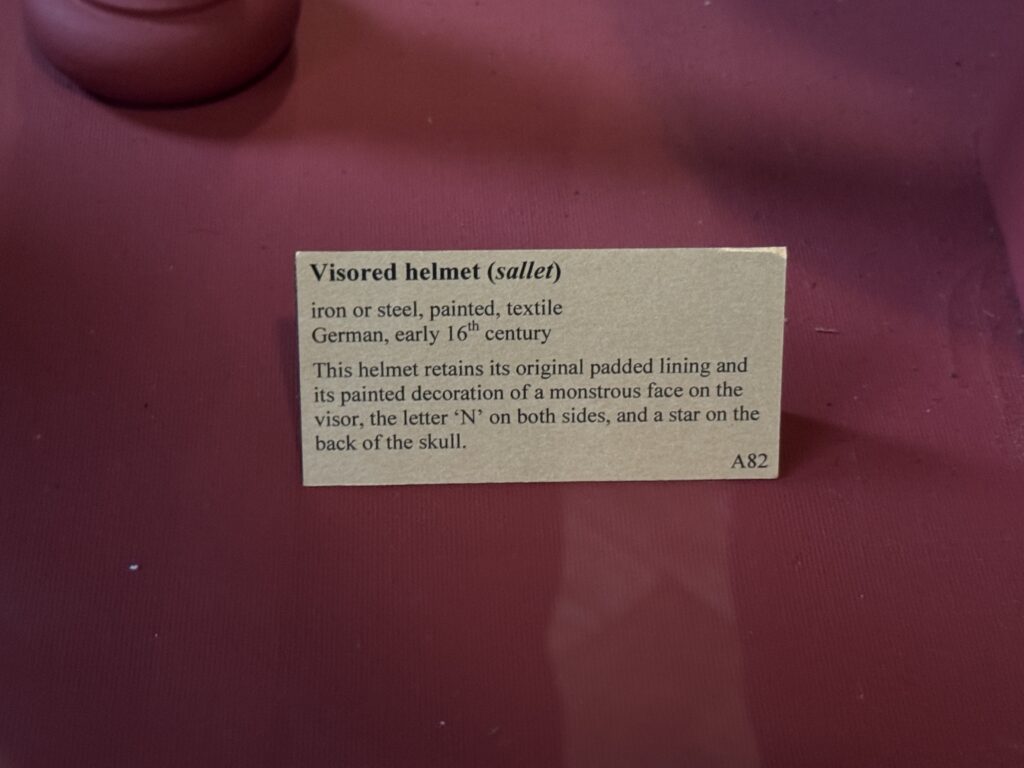 Visored helmet (sallet)
iron or steel, painted, textile
German, early 16th century
This helmet retains its original padded lining and
its painted decoration of a monstrous face on the
visor, the letter ‘N’ on both sides, and a star on the
back of the skull.
A82